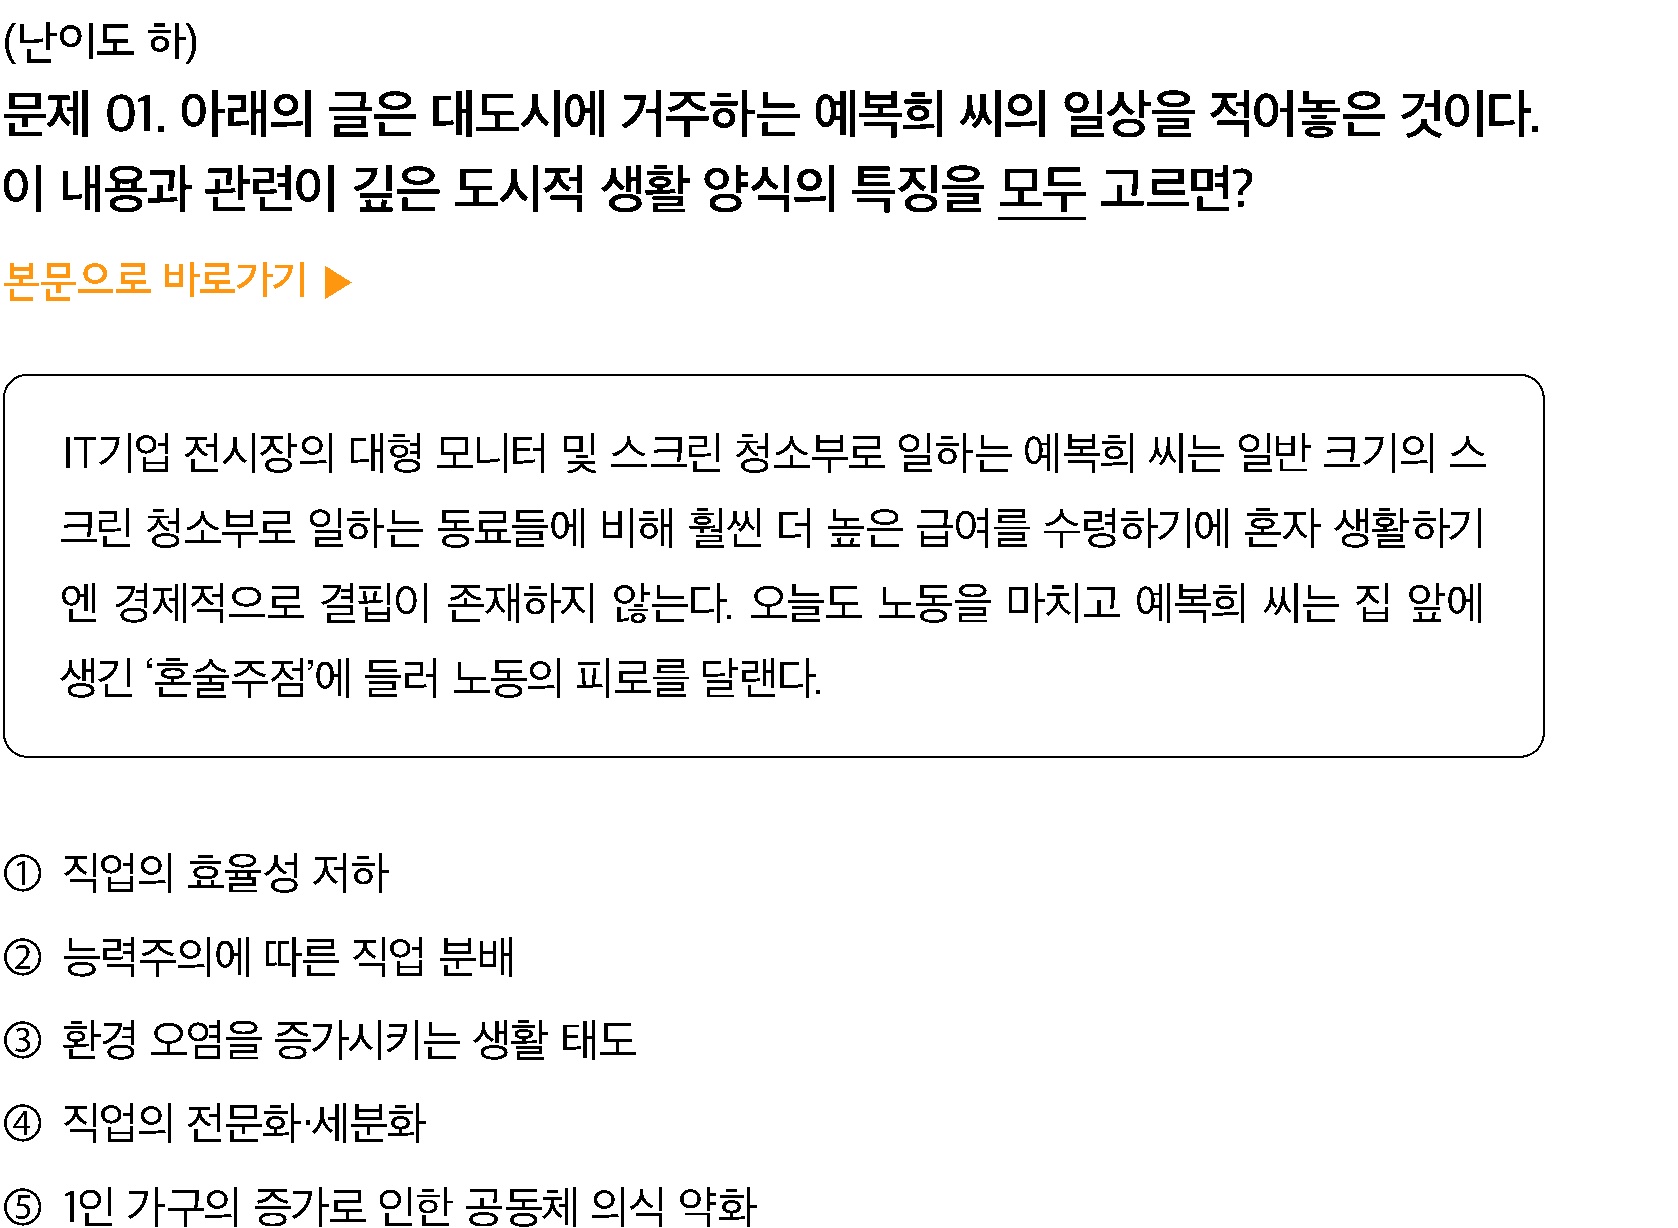 (난이도 하)
문제 01. 아래의 글은 대도시에 거주하는 예복희 씨의 일상을 적어놓은 것이다.
이 내용과 관련이 깊은 도시적 생활 양식의 특징을 모두 고르면?
본문으로 바로가기 ▶
IT기업 전시장의 대형 모니터 및 스크린 청소부로 일하는 예복희 씨는 일반 크기의 스
크린 청소부로 일하는 동료들에 비해 훨씬 더 높은 급여를 수령하기에 혼자 생활하기
엔 경제적으로 결핍이 존재하지 않는다. 오늘도 노동을 마치고 예복희 씨는 집 앞에
생긴 ‘혼술주점’에 들러 노동의 피로를 달랜다.
① 직업의 효율성 저하
② 능력주의에 따른 직업 분배
③ 환경 오염을 증가시키는 생활 태도
④ 직업의 전문화·세분화
⑤ 1인 가구의 증가로 인한 공동체 의식 약화